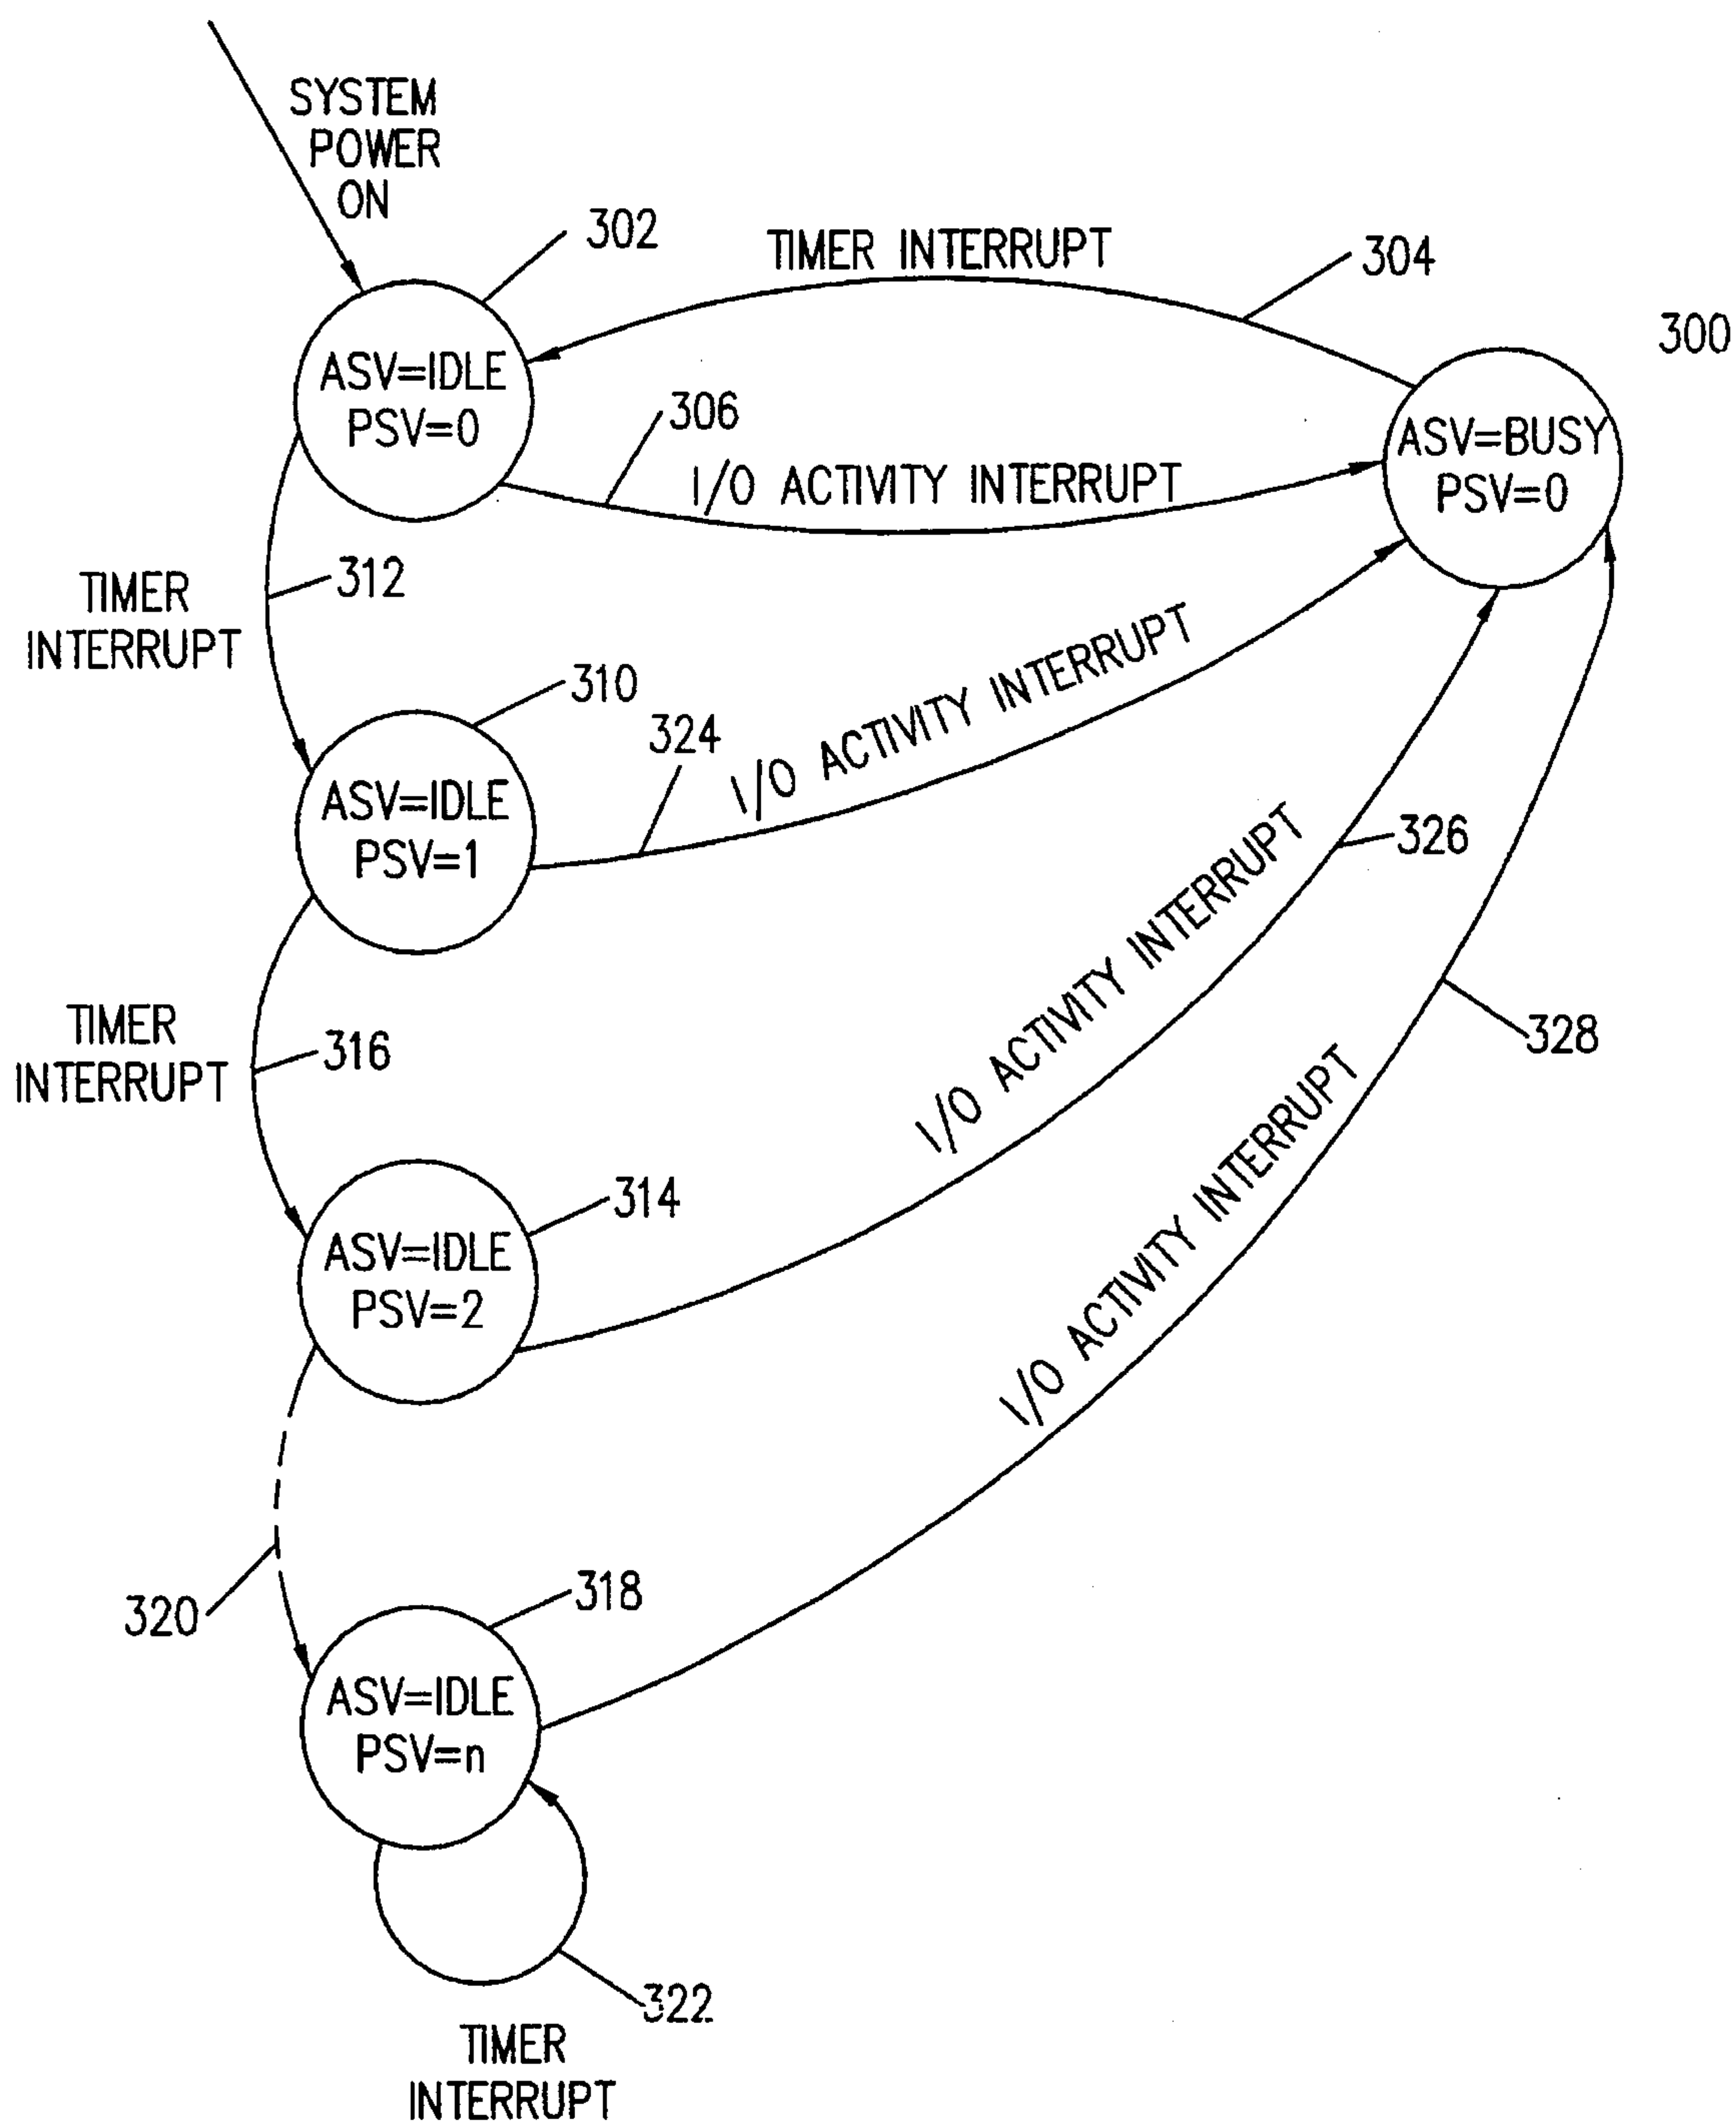 SYSTEM
POWER
ON
302
TIMER INTERRUPT
304
300
ASV=IDLE
PSV=0
306
I/O ACTIVITY INTERRUPT
ASV=BUSY
PSV=0
312
TIMER
INTERRUPT
310
324
I/O ACTIVITY INTERRUPT
ASV=IDLE
PSV=1
326
I/O ACTIVITY INTERRUPT
TIMER
INTERRUPT
316
328
I/O ACTIVITY INTERRUPT
314
ASV=IDLE
PSV=2
320
318
ASV=IDLE
PSV=n
322
TIMER
INTERRUPT